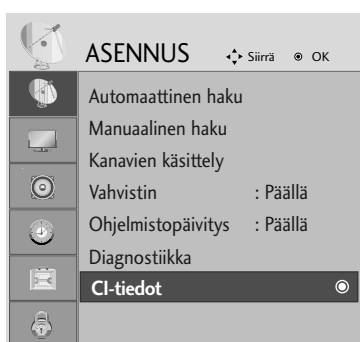 ASENNUS Siirrä OK
Automaattinen haku
Manuaalinen haku
Kanavien käsittely
Vahvistin : Päällä
Ohjelmistopäivitys : Päällä
Diagnostiikka
CI-tiedot